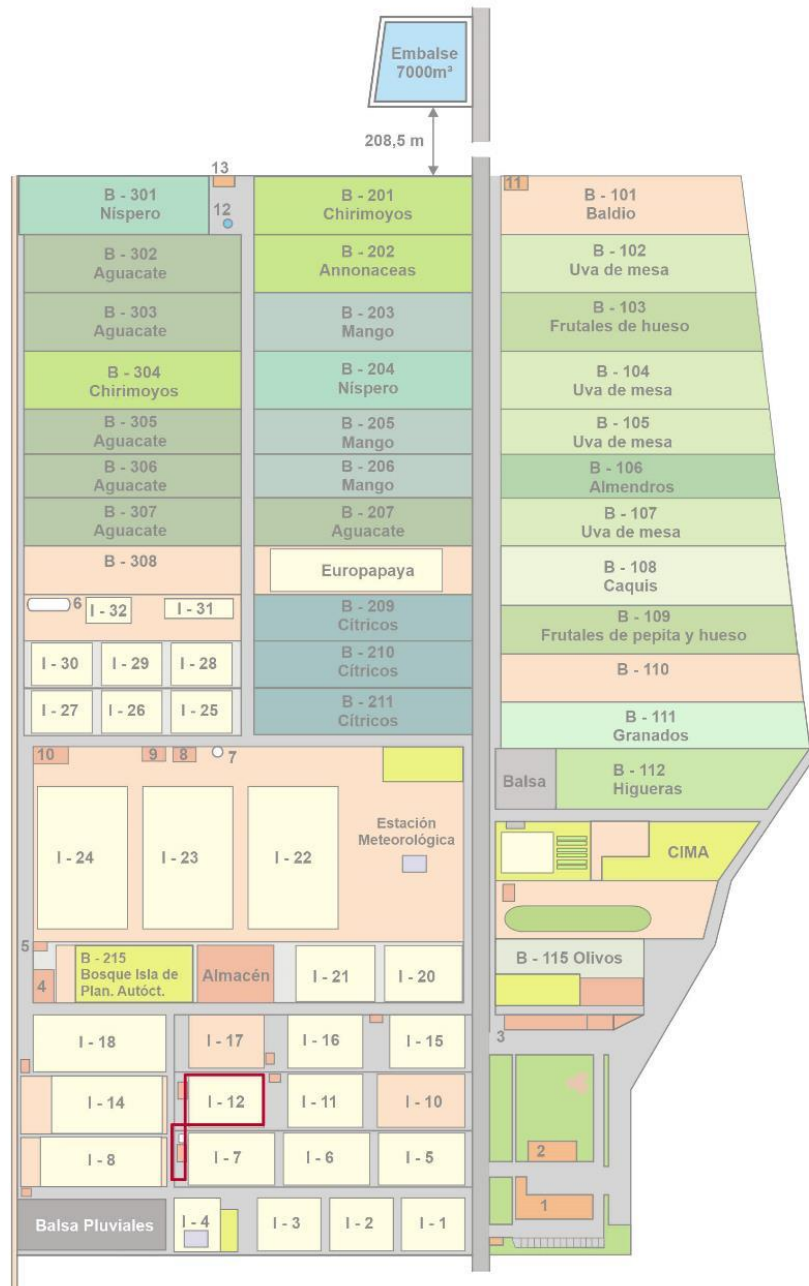 Embalse
7000m³
208,5 m
13
12
B - 301
Níspero
B - 201
Chirimoyos
11
B - 101
Baldio
B - 302
Aguacate
B - 202
Annonaceas
B - 102
Uva de mesa
B - 303
Aguacate
B - 203
Mango
B - 103
Frutales de hueso
B - 304
Chirimoyos
B - 204
Níspero
B - 104
Uva de mesa
B - 305
Aguacate
B - 205
Mango
B - 105
Uva de mesa
B - 306
Aguacate
B - 206
Mango
B - 106
Almendros
B - 307
Aguacate
B - 207
Aguacate
B - 107
Uva de mesa
B - 308
Europapaya
B - 108
Caquis
6
I - 32
I - 31
B - 209
Cítricos
B - 109
Frutales de pepita y hueso
I - 30
I - 29
I - 28
B - 210
Cítricos
B - 110
I - 27
I - 26
I - 25
B - 211
Cítricos
B - 111
Granados
10
9
8
7
Balsa
B - 112
Higueras
I - 24
I - 23
I - 22
Estación
Meteorológica
CIMA
5
4
B - 215
Bosque Isla de
Plan. Autóct.
Almacén
I - 21
I - 20
B - 115 Olivos
I - 18
I - 17
I - 16
I - 15
3
I - 14
I - 12
I - 11
I - 10
2
I - 8
I - 7
I - 6
I - 5
1
Balsa Pluviales
I - 4
I - 3
I - 2
I - 1